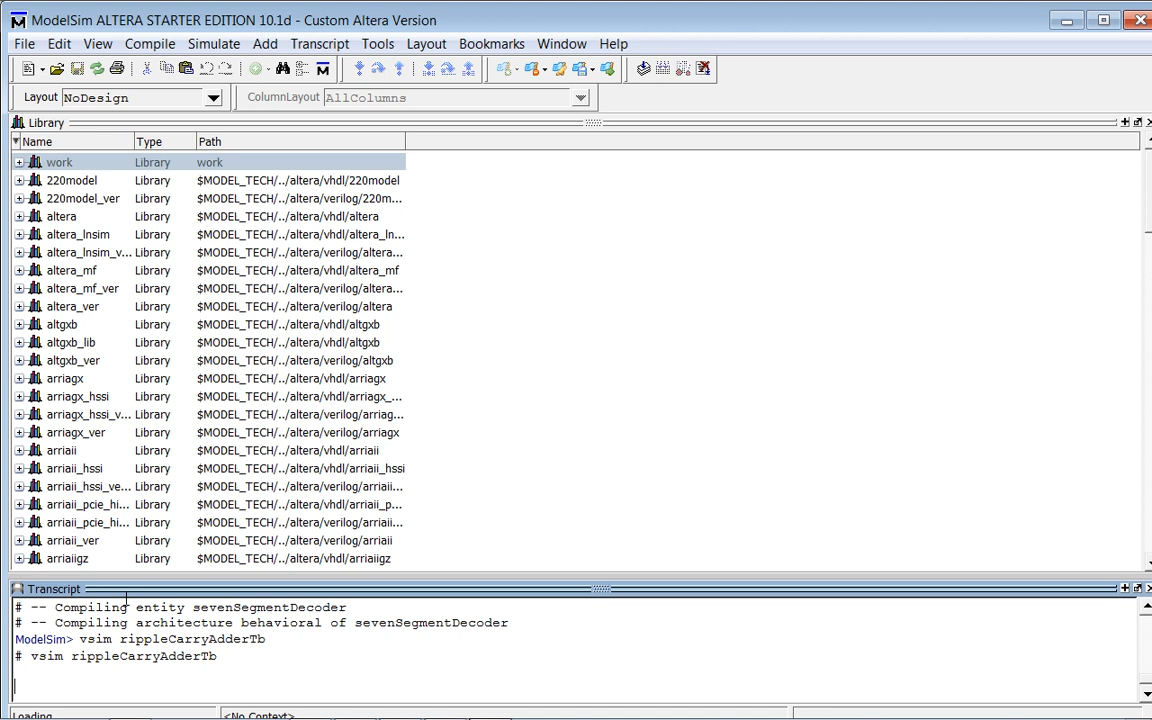 ModelSim ALTERA STARTER EDITION 10.1d - Custom Altera Version
File Edit View Compile Simulate Add Transcript Tools Layout Bookmarks Window Help
Layout NoDesign ColumnLayout AllColumns
Library
Name Type Path
work Library work
220model Library $MODEL_TECH/../altera/vhdl/220model
220model_ver Library $MODEL_TECH/../altera/verilog/220m...
altera Library $MODEL_TECH/../altera/vhdl/altera
altera_lnsim Library $MODEL_TECH/../altera/vhdl/altera_ln...
altera_lnsim_v... Library $MODEL_TECH/../altera/verilog/altera...
altera_mf Library $MODEL_TECH/../altera/vhdl/altera_mf
altera_mf_ver Library $MODEL_TECH/../altera/verilog/altera...
altera_ver Library $MODEL_TECH/../altera/verilog/altera
altgxb Library $MODEL_TECH/../altera/vhdl/altgxb
altgxb_lib Library $MODEL_TECH/../altera/vhdl/altgxb
altgxb_ver Library $MODEL_TECH/../altera/verilog/altgxb
arriagx Library $MODEL_TECH/../altera/vhdl/arriagx
arriagx_hssi Library $MODEL_TECH/../altera/vhdl/arriagx_...
arriagx_hssi_v... Library $MODEL_TECH/../altera/verilog/arriag...
arriagx_ver Library $MODEL_TECH/../altera/verilog/arriagx
arriaii Library $MODEL_TECH/../altera/vhdl/arriaii
arriaii_hssi Library $MODEL_TECH/../altera/vhdl/arriaii_hssi
arriaii_hssi_ve... Library $MODEL_TECH/../altera/verilog/arriaii...
arriaii_pcie_hi... Library $MODEL_TECH/../altera/vhdl/arriaii_p...
arriaii_pcie_hi... Library $MODEL_TECH/../altera/verilog/arriaii...
arriaii_ver Library $MODEL_TECH/../altera/verilog/arriaii
arriaiigz Library $MODEL_TECH/../altera/vhdl/arriaiigz
Transcript
# -- Compiling entity sevenSegmentDecoder
# -- Compiling architecture behavioral of sevenSegmentDecoder
ModelSim> vsim rippleCarryAdderTb
# vsim rippleCarryAdderTb
Loading <No Context>